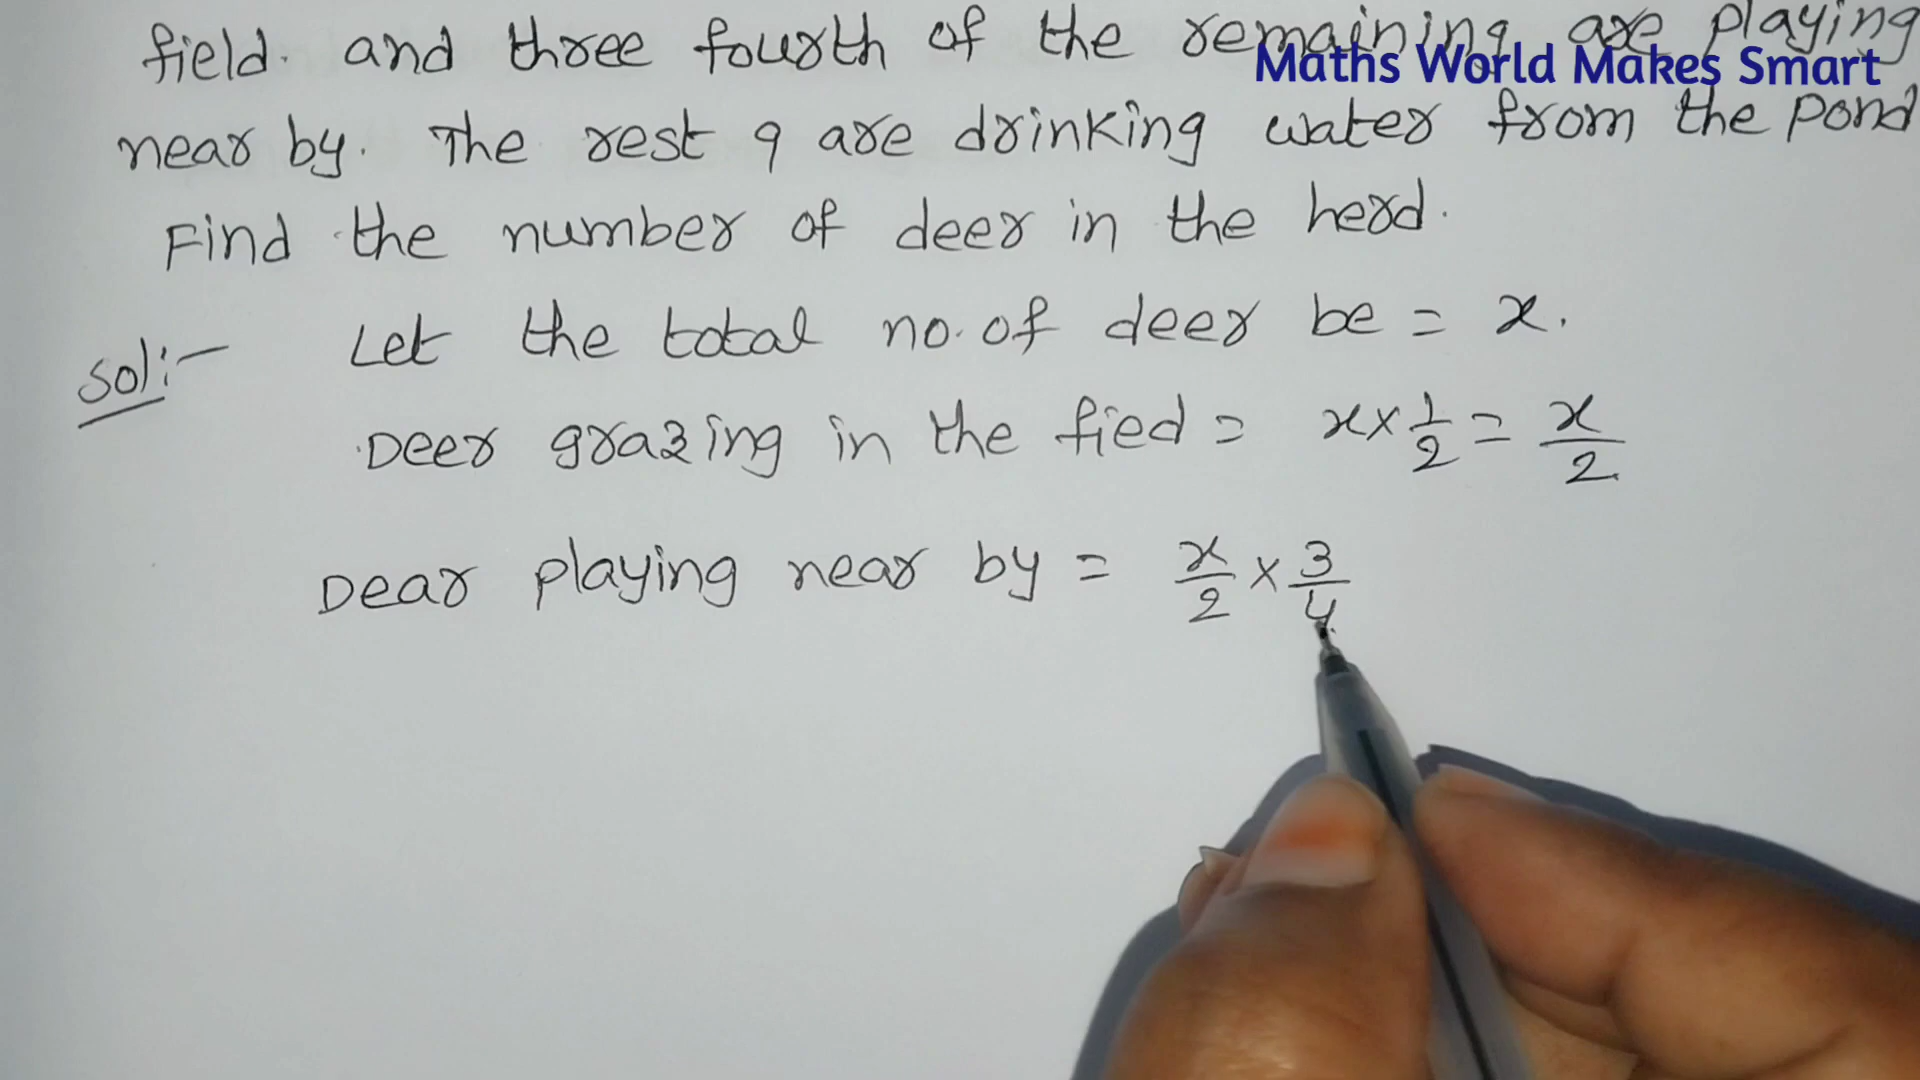 field. and three fourth of the remaining are playing
Maths World Makes Smart
near by. The rest 9 are drinking water from the pond
Find the number of deer in the herd.
Sol:- Let the total no. of deer be = x.
Deer grazing in the fied = x × 1/2 = x/2
Dear playing near by = x/2 × 3/4